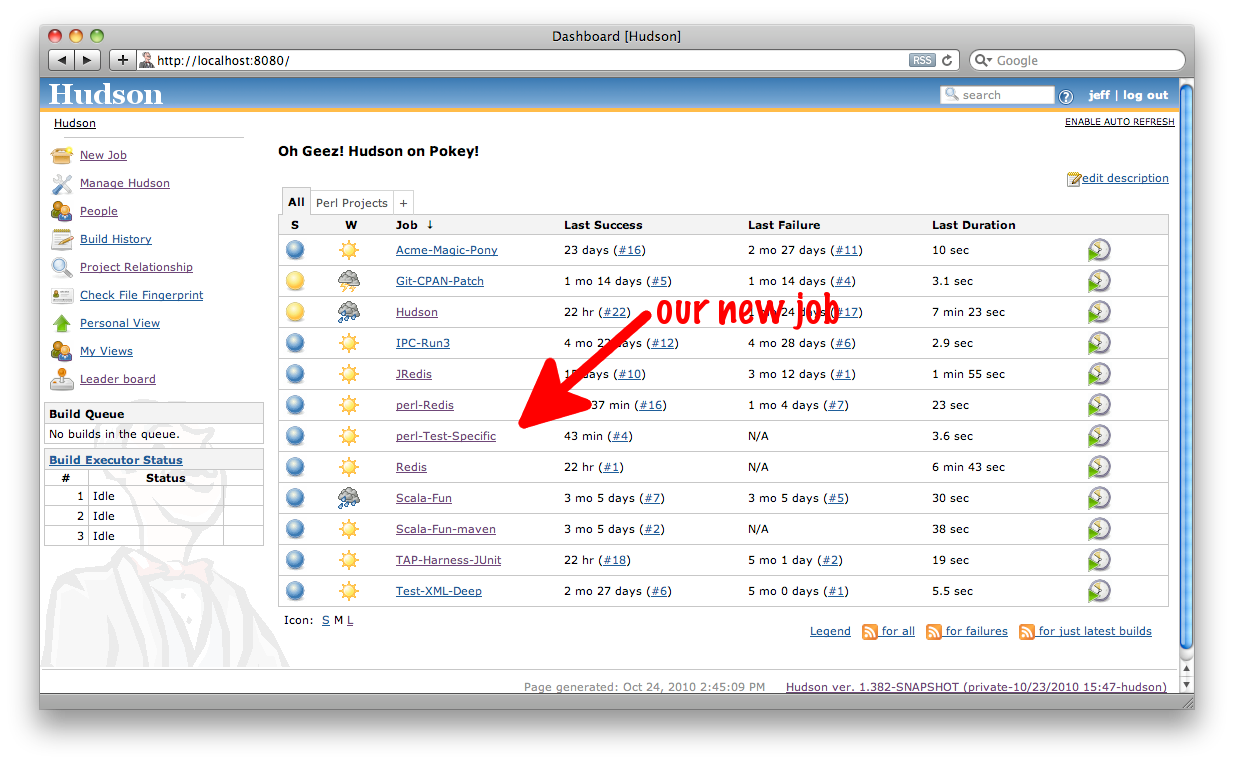 Dashboard [Hudson]
http://localhost:8080/ RSS Google
Hudson search jeff | log out
Hudson ENABLE AUTO REFRESH
New Job
Manage Hudson
People
Build History
Project Relationship
Check File Fingerprint
Personal View
My Views
Leader board
Build Queue
No builds in the queue.
Build Executor Status
# Status
1 Idle
2 Idle
3 Idle
Oh Geez! Hudson on Pokey!
edit description
All Perl Projects +
S W Job ↓ Last Success Last Failure Last Duration
Acme-Magic-Pony 23 days (#16) 2 mo 27 days (#11) 10 sec
Git-CPAN-Patch 1 mo 14 days (#5) 1 mo 14 days (#4) 3.1 sec
our new job
Hudson 22 hr (#22) 24 (#17) 7 min 23 sec
IPC-Run3 4 mo days (#12) 4 mo 28 days (#6) 2.9 sec
JRedis days (#10) 3 mo 12 days (#1) 1 min 55 sec
perl-Redis 37 min (#16) 1 mo 4 days (#7) 23 sec
perl-Test-Specific 43 min (#4) N/A 3.6 sec
Redis 22 hr (#1) N/A 6 min 43 sec
Scala-Fun 3 mo 5 days (#7) 3 mo 5 days (#5) 30 sec
Scala-Fun-maven 3 mo 5 days (#2) N/A 38 sec
TAP-Harness-JUnit 22 hr (#18) 5 mo 1 day (#2) 19 sec
Test-XML-Deep 2 mo 27 days (#6) 5 mo 0 days (#1) 5.5 sec
Icon: S M L
Legend for all for failures for just latest builds
Page generated: Oct 24, 2010 2:45:09 PM Hudson ver. 1.382-SNAPSHOT (private-10/23/2010 15:47-hudson)